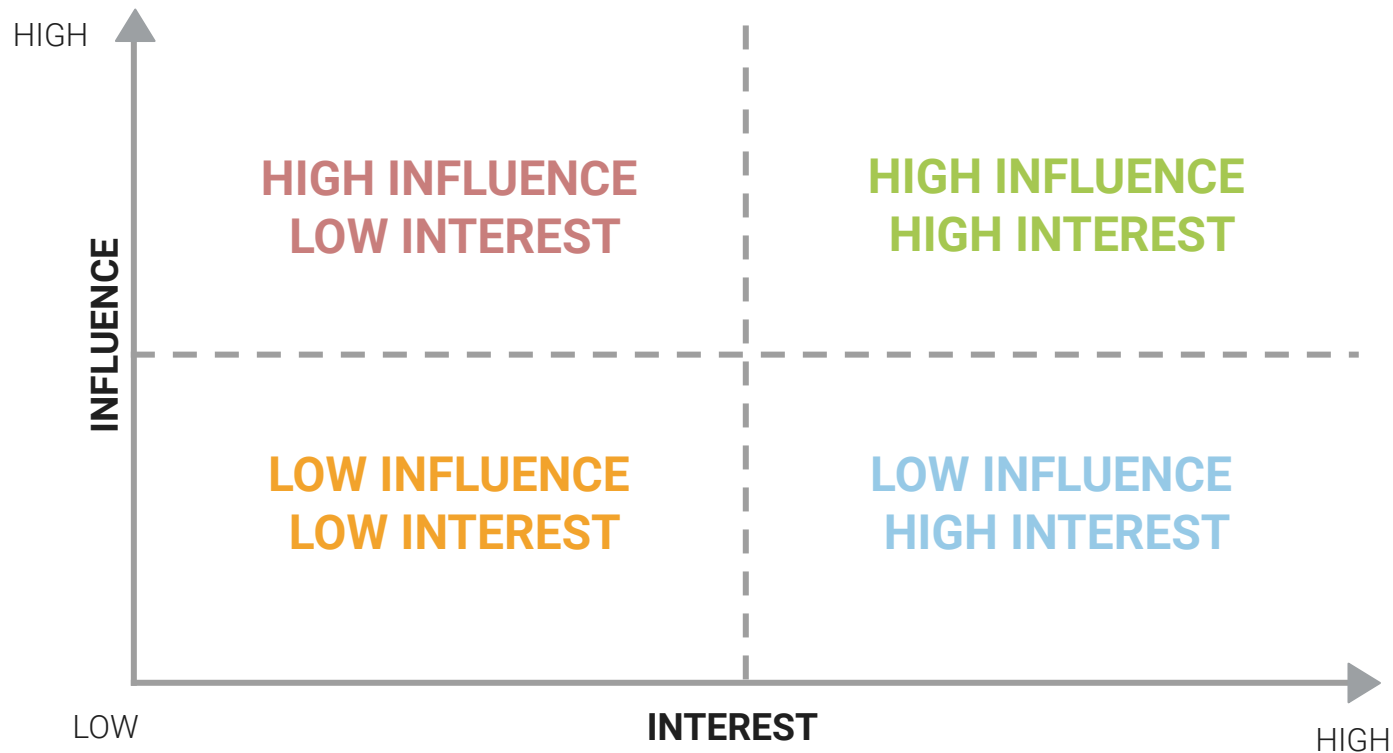 HIGH
HIGH INFLUENCE
LOW INTEREST
HIGH INFLUENCE
HIGH INTEREST
INFLUENCE
LOW INFLUENCE
LOW INTEREST
LOW INFLUENCE
HIGH INTEREST
LOW
INTEREST
HIGH